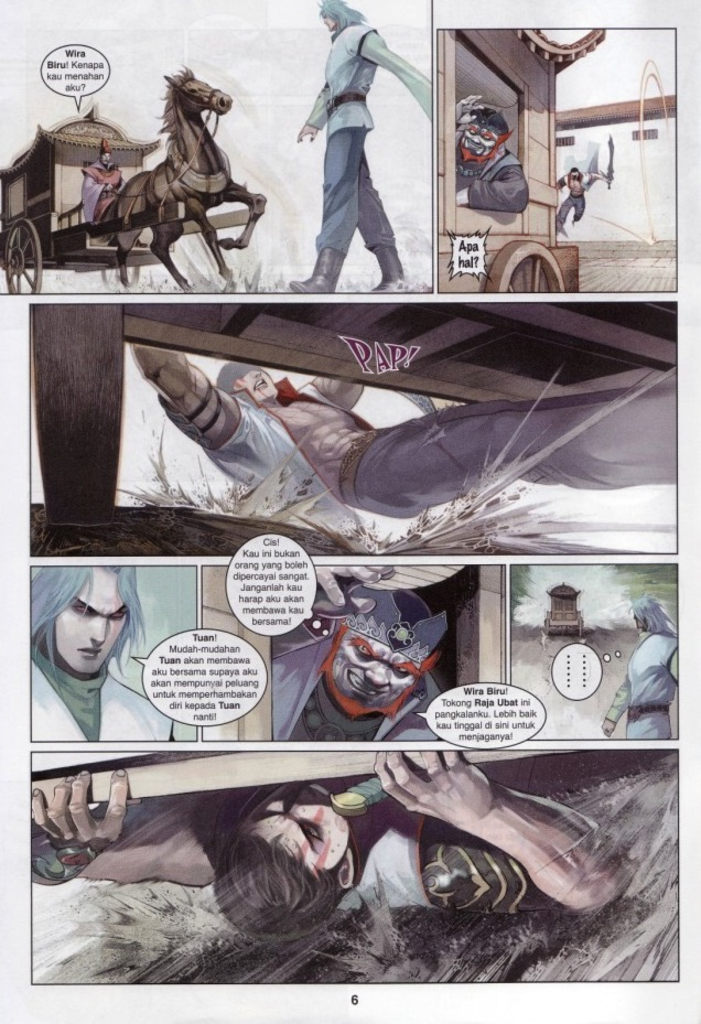 Wira
Biru! Kenapa
kau menahan
aku?
Apa
hal?
PAP!
Cis!
Kau ini bukan
orang yang boleh
dipercayai sangat.
Janganlah kau
harap aku akan
membawa kau
bersama!
Tuan!
Mudah-mudahan
Tuan akan membawa
aku bersama supaya aku
akan mempunyai peluang
untuk memperhambakan
diri kepada Tuan
nanti!
Wira Biru!
Tokong Raja Ubat ini
pangkalanku. Lebih baik
kau tinggal di sini untuk
menjaganya!
......
6